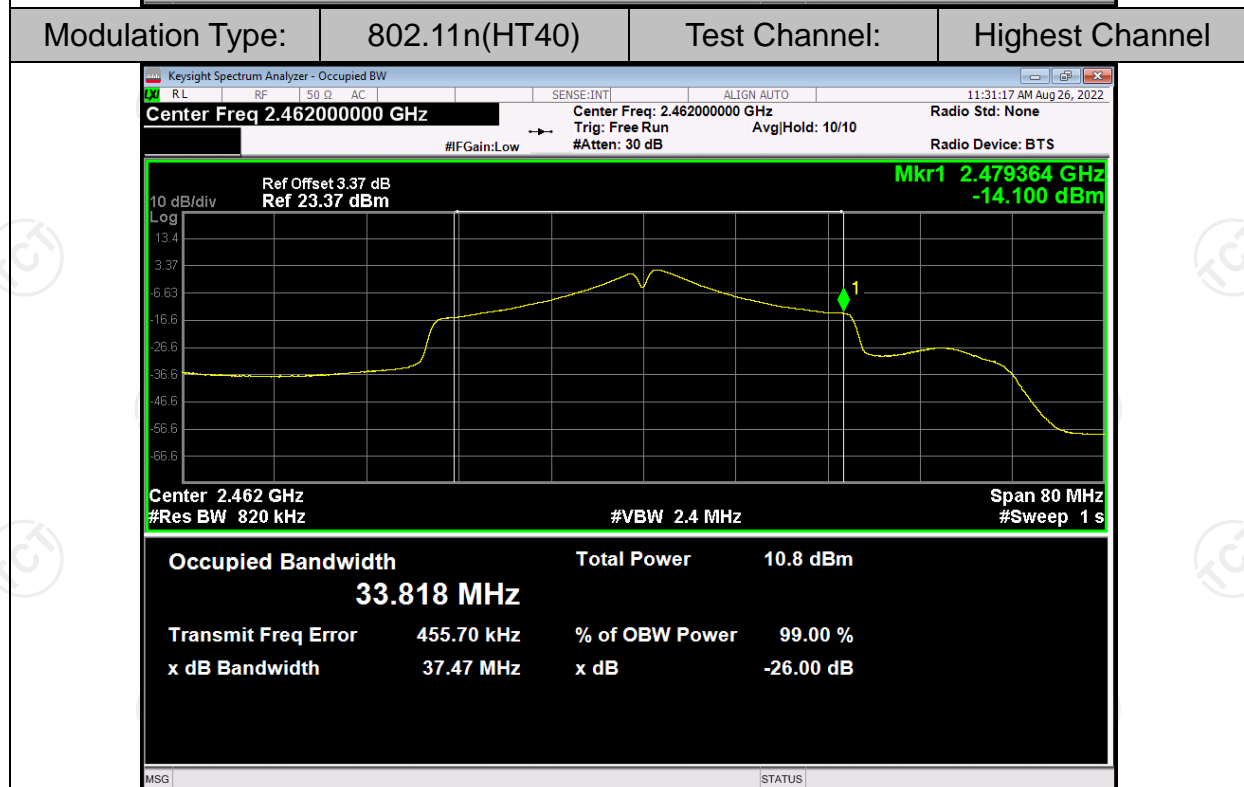 Modulation Type: 802.11n(HT40) Test Channel: Highest Channel
Keysight Spectrum Analyzer - Occupied BW
LXI RL RF 50 Ω AC SENSE:INT ALIGN AUTO 11:31:17 AM Aug 26, 2022
Center Freq 2.462000000 GHz Center Freq: 2.462000000 GHz Radio Std: None
Trig: Free Run Avg|Hold: 10/10
#IFGain:Low #Atten: 30 dB Radio Device: BTS
Mkr1 2.479364 GHz
Ref Offset 3.37 dB
10 dB/div Ref 23.37 dBm -14.100 dBm
Log
13.4
3.37
-6.63
1
-16.6
-26.6
-36.6
-46.6
-56.6
-66.6
Center 2.462 GHz Span 80 MHz
#Res BW 820 kHz #VBW 2.4 MHz #Sweep 1 s
Occupied Bandwidth Total Power 10.8 dBm
33.818 MHz
Transmit Freq Error 455.70 kHz % of OBW Power 99.00 %
x dB Bandwidth 37.47 MHz x dB -26.00 dB
MSG STATUS
TCT
TCT
TCT
TCT